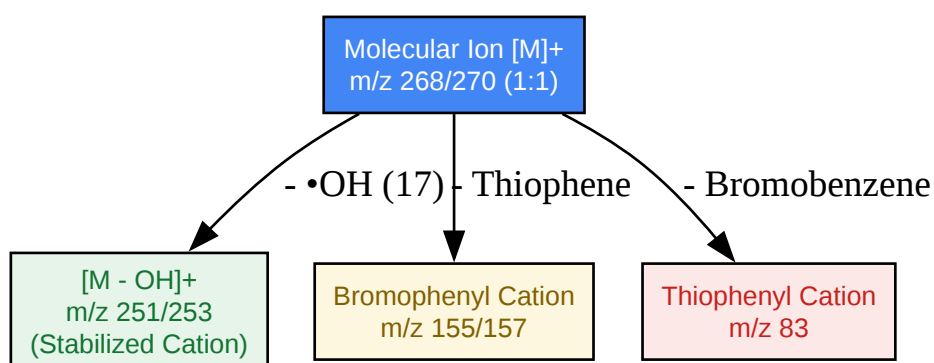 Molecular Ion [M]+
m/z 268/270 (1:1)
- •OH (17)
- Thiophene
- Bromobenzene
[M - OH]+
m/z 251/253
(Stabilized Cation)
Bromophenyl Cation
m/z 155/157
Thiophenyl Cation
m/z 83